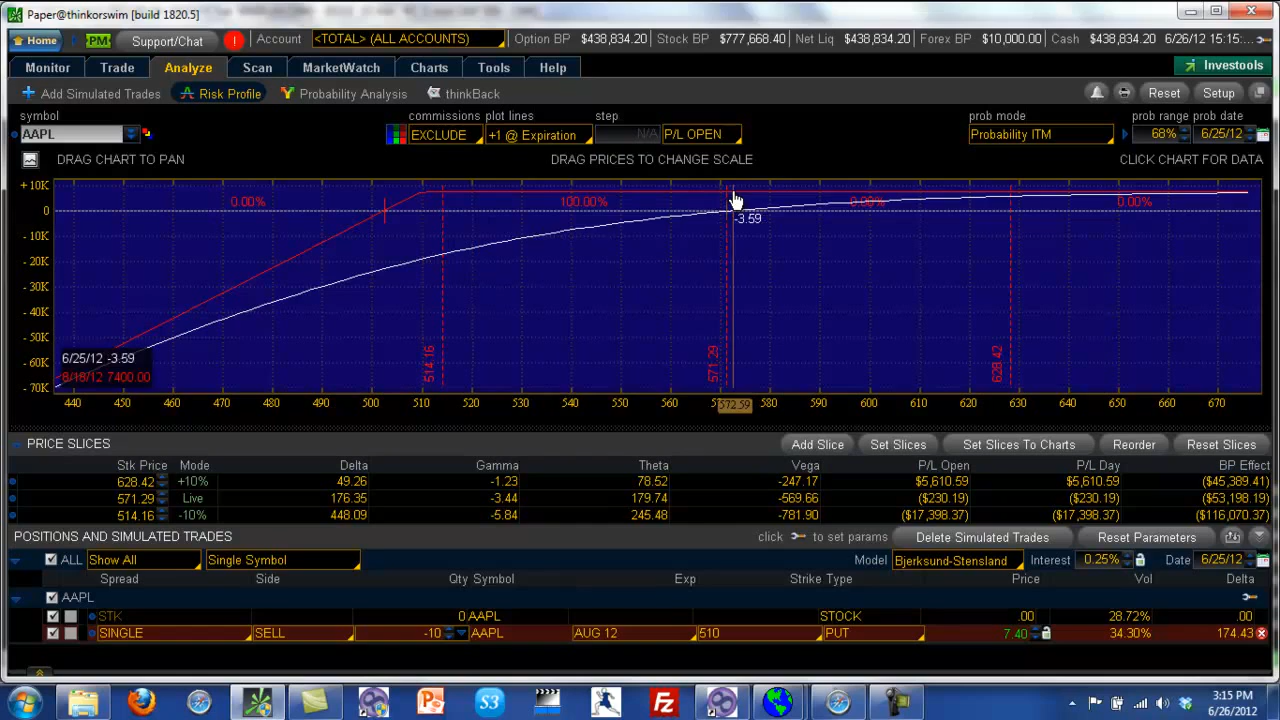 Paper@thinkorswim [build 1820.5]
Home PM Support/Chat ! Account <TOTAL> (ALL ACCOUNTS) Option BP $438,834.20 Stock BP $777,668.40 Net Liq $438,834.20 Forex BP $10,000.00 Cash $438,834.20 6/26/12 15:15:...
Monitor Trade Analyze Scan MarketWatch Charts Tools Help Investools
Add Simulated Trades Risk Profile Probability Analysis thinkBack Reset Setup
symbol commissions plot lines step prob mode prob range prob date
AAPL EXCLUDE +1 @ Expiration N/A P/L OPEN Probability ITM 68% 6/25/12
DRAG CHART TO PAN DRAG PRICES TO CHANGE SCALE CLICK CHART FOR DATA
+10K
0.00% 100.00% 0.00% 0.00%
0 -3.59
-10K
-20K
-30K
-40K
-50K
514.16 571.29 628.42
6/25/12 -3.59
-60K
8/18/12 7400.00
-70K
440 450 460 470 480 490 500 510 520 530 540 550 560 572.59 580 590 600 610 620 630 640 650 660 670
PRICE SLICES Add Slice Set Slices Set Slices To Charts Reorder Reset Slices
Stk Price Mode Delta Gamma Theta Vega P/L Open P/L Day BP Effect
628.42 +10% 49.26 -1.23 78.52 -247.17 $5,610.59 $5,610.59 ($45,389.41)
571.29 Live 176.35 -3.44 179.74 -569.66 ($230.19) ($230.19) ($53,198.19)
514.16 -10% 448.09 -5.84 245.48 -781.90 ($17,398.37) ($17,398.37) ($116,070.37)
POSITIONS AND SIMULATED TRADES click to set params Delete Simulated Trades Reset Parameters
ALL Show All Single Symbol Model Bjerksund-Stensland Interest 0.25% Date 6/25/12
Spread Side Qty Symbol Exp Strike Type Price Vol Delta
AAPL
STK 0 AAPL STOCK .00 28.72% .00
SINGLE SELL -10 AAPL AUG 12 510 PUT 7.40 34.30% 174.43
3:15 PM
6/26/2012